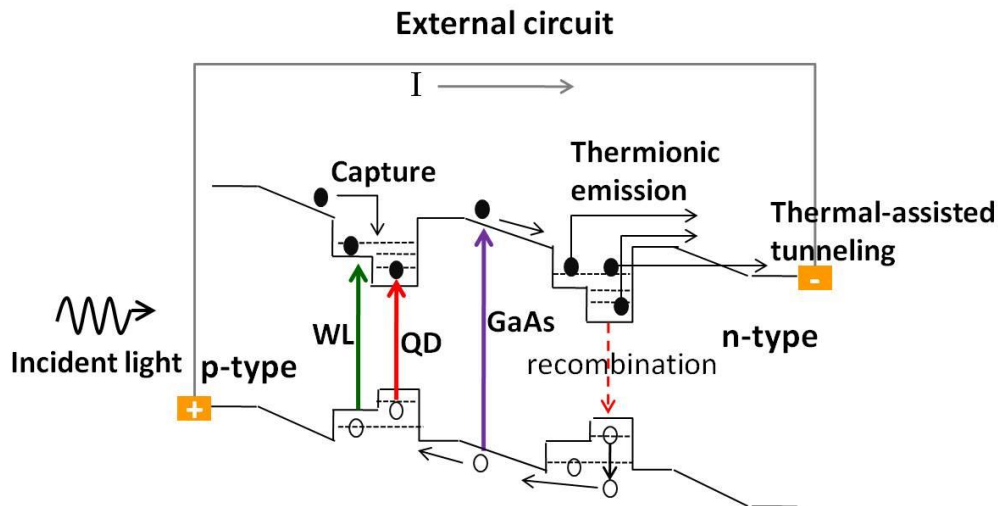 External circuit
I
Capture
Thermionic
emission
Thermal-assisted
tunneling
-
WL
QD
GaAs
Incident light
p-type
n-type
recombination
+